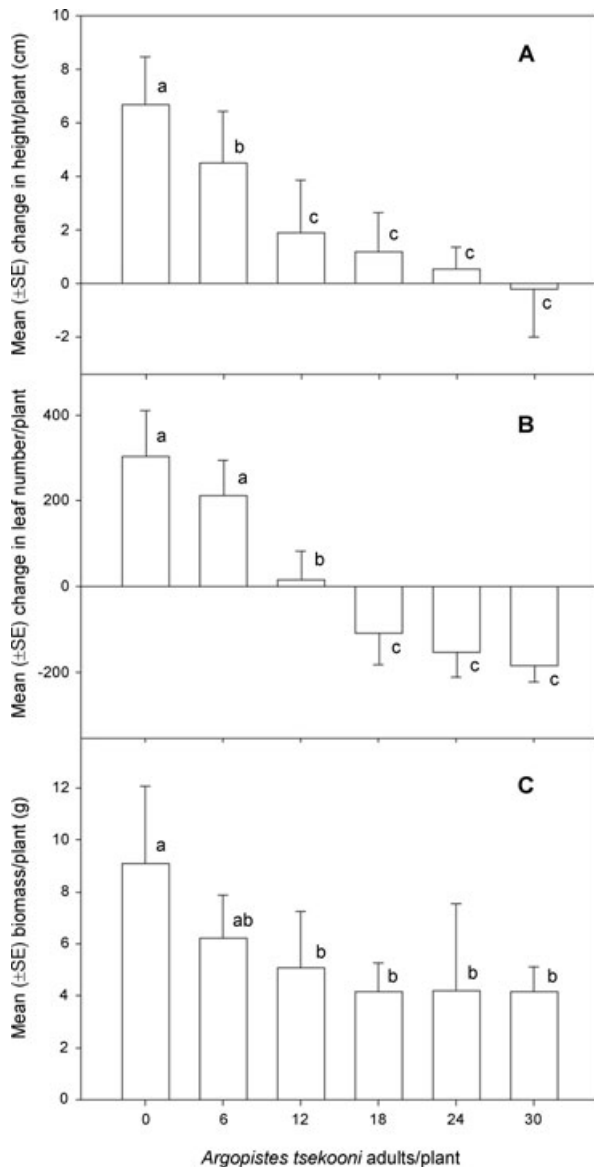 Mean (±SE) change in height/plant (cm)
10
8
6
4
2
0
-2
A
a
b
c
c
c
c
Mean (±SE) change in leaf number/plant
400
200
0
-200
B
a
a
b
c
c
c
Mean (±SE) biomass/plant (g)
12
10
8
6
4
2
0
C
a
ab
b
b
b
b
0 6 12 18 24 30
Argopistes tsekooni adults/plant